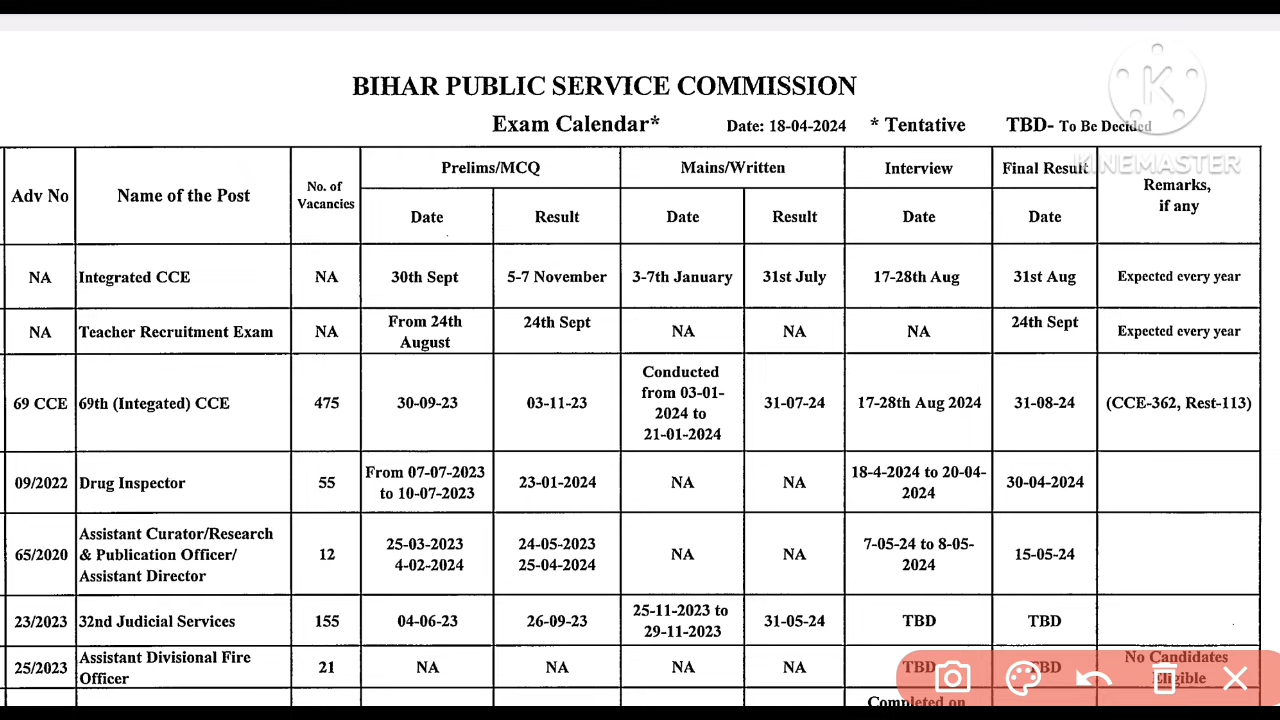 BIHAR PUBLIC SERVICE COMMISSION
Exam Calendar* Date: 18-04-2024 * Tentative TBD- To Be Decided
KINEMASTER
Adv No Name of the Post No. of Vacancies Prelims/MCQ Mains/Written Interview Final Result Remarks, if any
Date Result Date Result Date Date
NA Integrated CCE NA 30th Sept 5-7 November 3-7th January 31st July 17-28th Aug 31st Aug Expected every year
NA Teacher Recruitment Exam NA From 24th August 24th Sept NA NA NA 24th Sept Expected every year
69 CCE 69th (Integated) CCE 475 30-09-23 03-11-23 Conducted from 03-01-2024 to 21-01-2024 31-07-24 17-28th Aug 2024 31-08-24 (CCE-362, Rest-113)
09/2022 Drug Inspector 55 From 07-07-2023 to 10-07-2023 23-01-2024 NA NA 18-4-2024 to 20-04-2024 30-04-2024
65/2020 Assistant Curator/Research & Publication Officer/ Assistant Director 12 25-03-2023 4-02-2024 24-05-2023 25-04-2024 NA NA 7-05-24 to 8-05-2024 15-05-24
23/2023 32nd Judicial Services 155 04-06-23 26-09-23 25-11-2023 to 29-11-2023 31-05-24 TBD TBD
25/2023 Assistant Divisional Fire Officer 21 NA NA NA NA TBD TBD No Candidates Eligible
Completed on